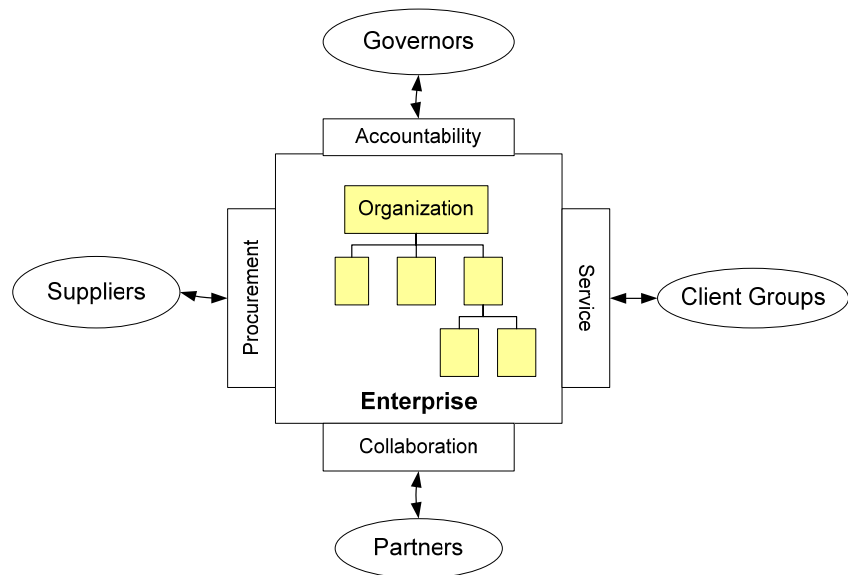 Governors
Accountability
Organization
Procurement
Suppliers
Service
Client Groups
Enterprise
Collaboration
Partners